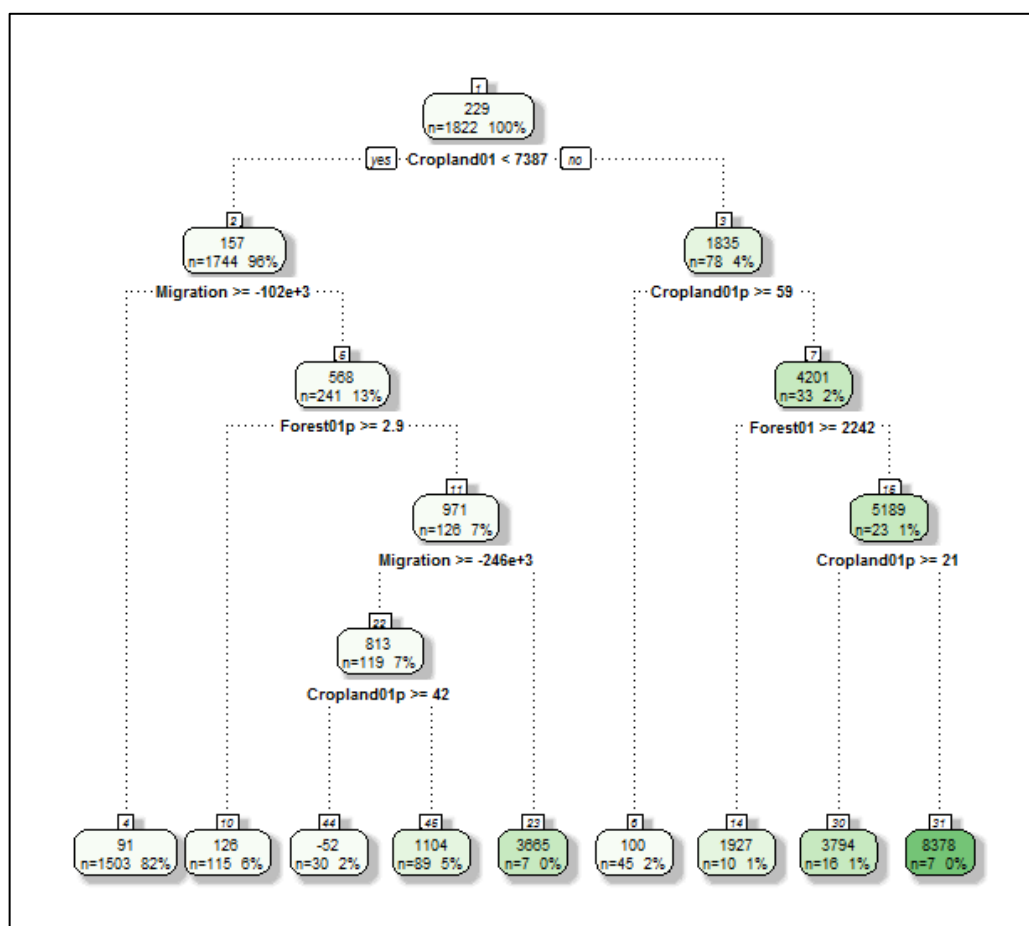 1
229
n=1822 100%
yes Cropland01 < 7387 no
2
157
n=1744 96%
3
1835
n=78 4%
Migration >= -102e+3
Cropland01p >= 59
5
568
n=241 13%
7
4201
n=33 2%
Forest01p >= 2.9
Forest01 >= 2242
11
971
n=126 7%
15
5189
n=23 1%
Migration >= -246e+3
Cropland01p >= 21
22
813
n=119 7%
Cropland01p >= 42
4
91
n=1503 82%
10
126
n=115 6%
44
-52
n=30 2%
45
1104
n=89 5%
23
3665
n=7 0%
6
100
n=45 2%
14
1927
n=10 1%
30
3794
n=16 1%
31
8378
n=7 0%